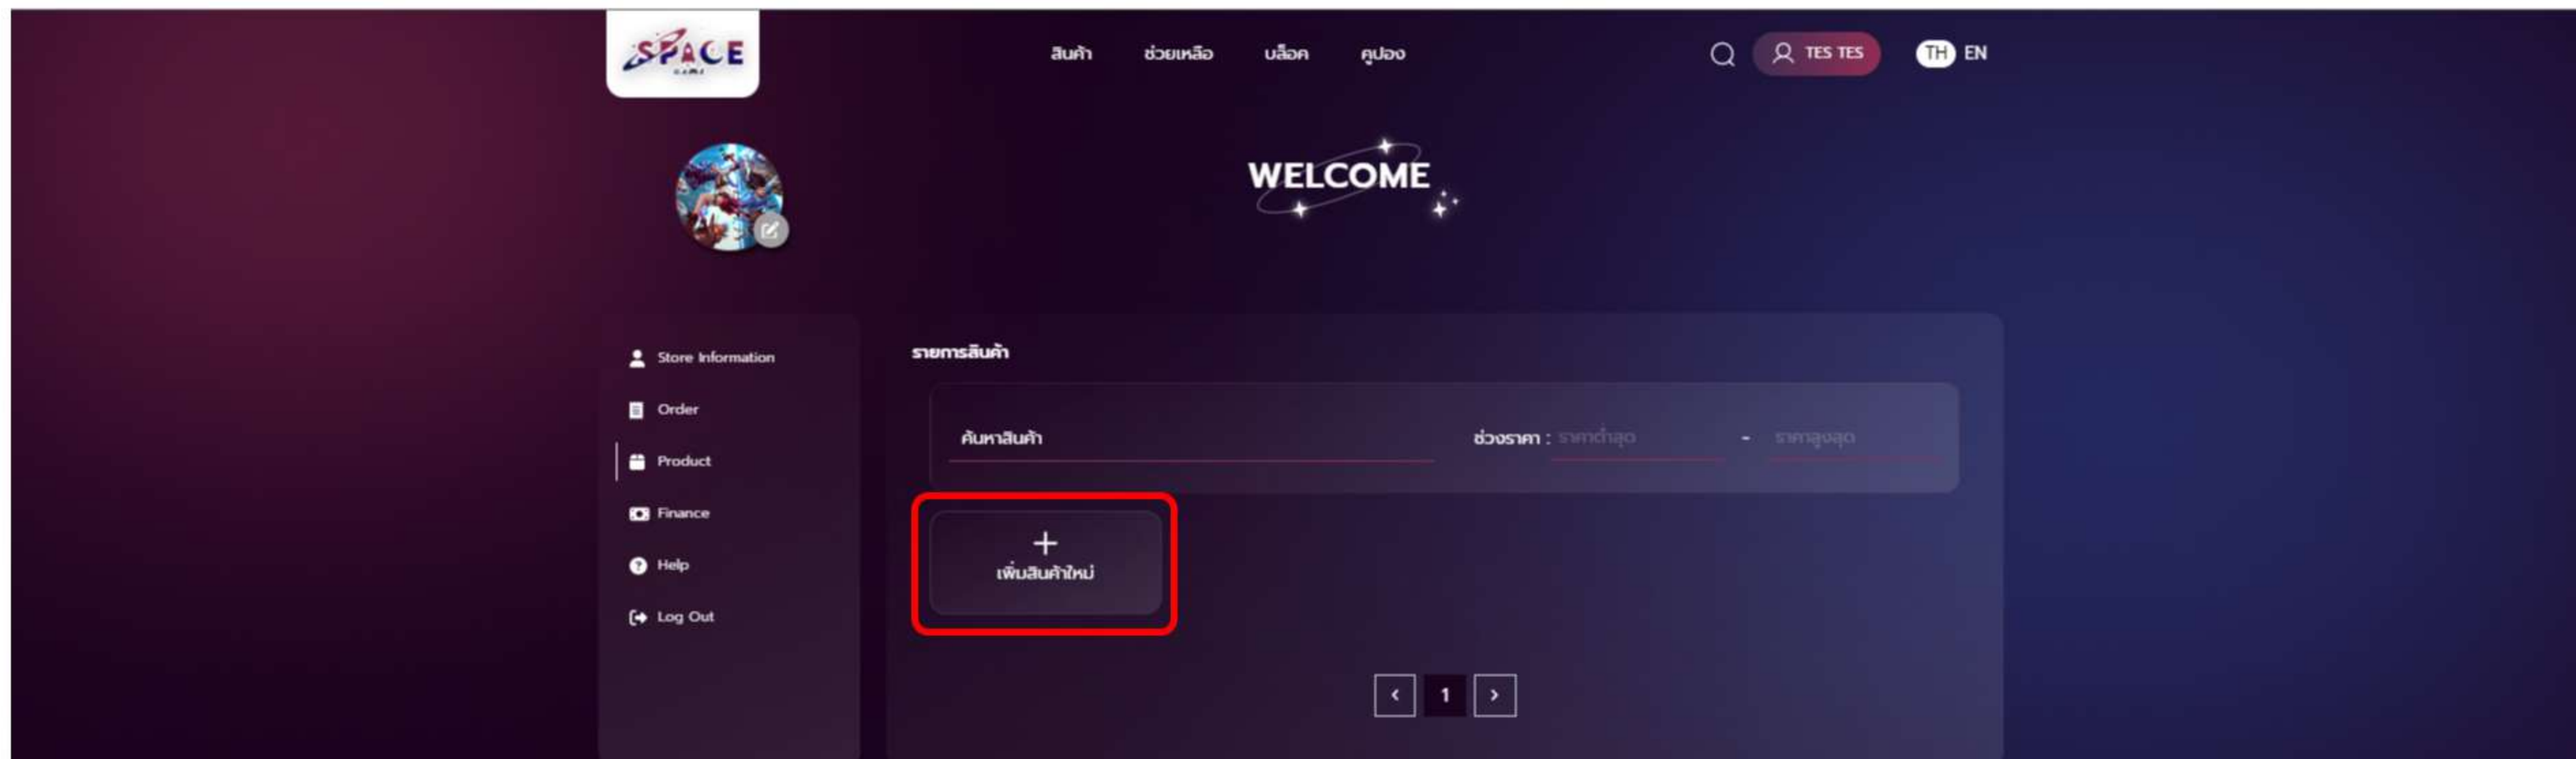 SPACE
GAME
สินค้า ช่วยเหลือ บล็อค คูปอง
TES TES TH EN
WELCOME
Store Information
Order
Product
Finance
Help
Log Out
รายการสินค้า
ค้นหาสินค้า ช่วงราคา : ราคาต่ำสุด - ราคาสูงสุด
+
เพิ่มสินค้าใหม่
< 1 >